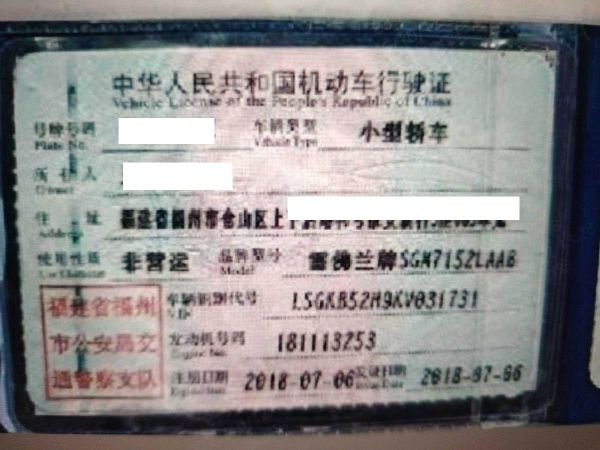 中华人民共和国机动车行驶证
Vehicle License of the People's Republic of China
号牌号码 车辆类型 小型轿车
Plate No. Vehicle Type
所有人
Owner
住址 福建省福州市仓山区上
Address
使用性质 非营运 品牌型号 雪佛兰牌SGM7152LAAB
Use Character Model
福建省福州 车辆识别代号 LSGKB52H9KV031731
VIN
市公安局交 发动机号码 181113253
Engine No.
通警察支队 注册日期 2018-07-06 发证日期 2018-07-06
Register Date Issue Date